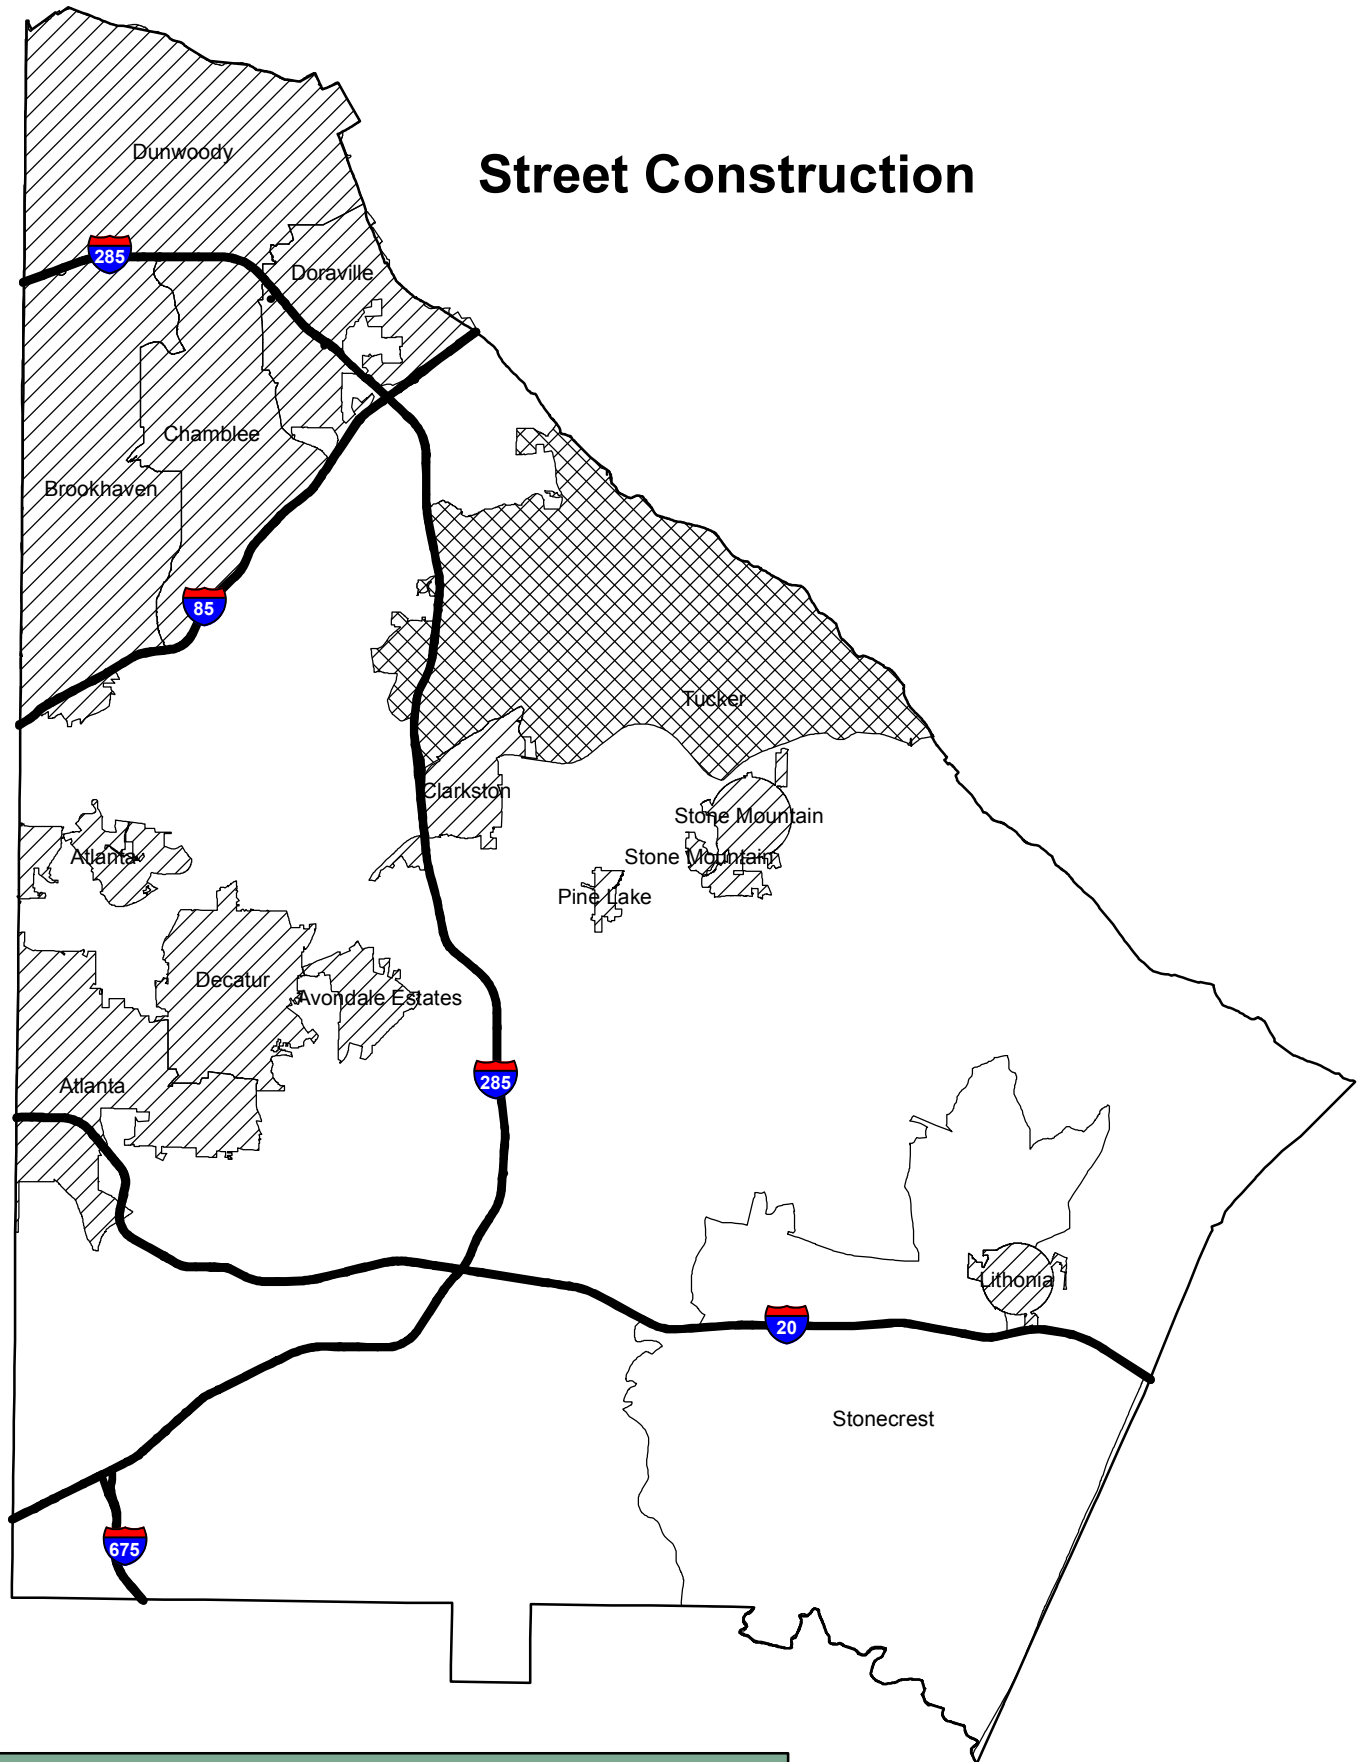 Street Construction
Dunwoody
285
Doraville
Chamblee
Brookhaven
85
Tucker
Clarkston
Stone Mountain
Atlanta
Stone Mountain
Pine Lake
Decatur
Avondale Estates
285
Atlanta
Lithonia
20
Stonecrest
675